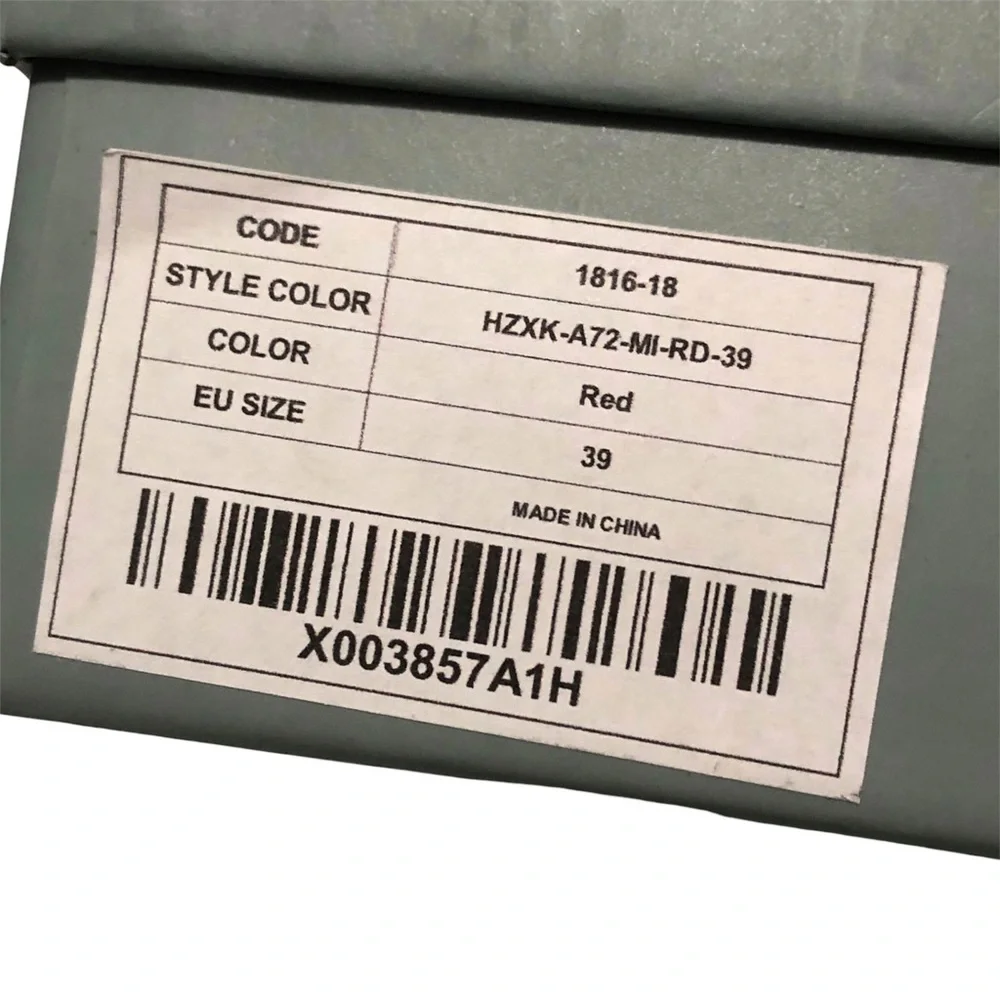 CODE 1816-18
STYLE COLOR HZXK-A72-MI-RD-39
COLOR Red
EU SIZE 39
MADE IN CHINA
X003857A1H